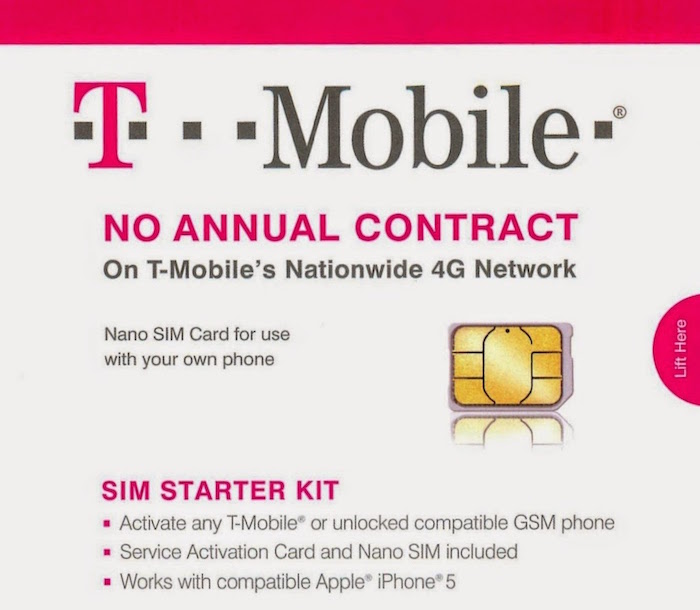 T · · Mobile ·®
NO ANNUAL CONTRACT
On T-Mobile's Nationwide 4G Network
Nano SIM Card for use
with your own phone
Lift Here
SIM STARTER KIT
▪ Activate any T-Mobile® or unlocked compatible GSM phone
▪ Service Activation Card and Nano SIM included
▪ Works with compatible Apple® iPhone® 5